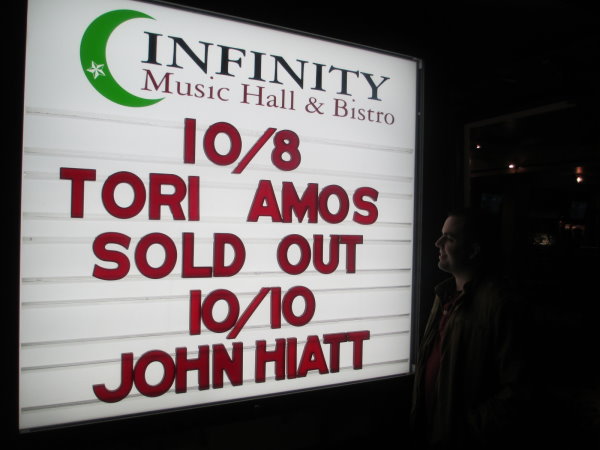 INFINITY
Music Hall & Bistro
10/8
TORI AMOS
SOLD OUT
10/10
JOHN HIATT